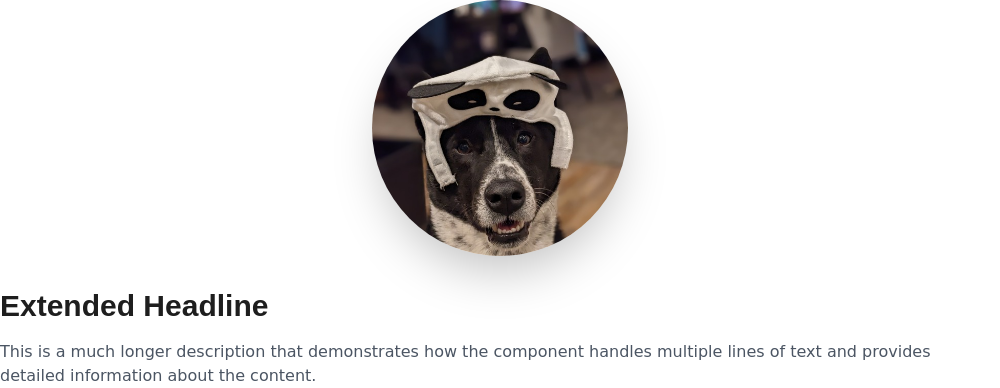 Extended Headline
This is a much longer description that demonstrates how the component handles multiple lines of text and provides
detailed information about the content.